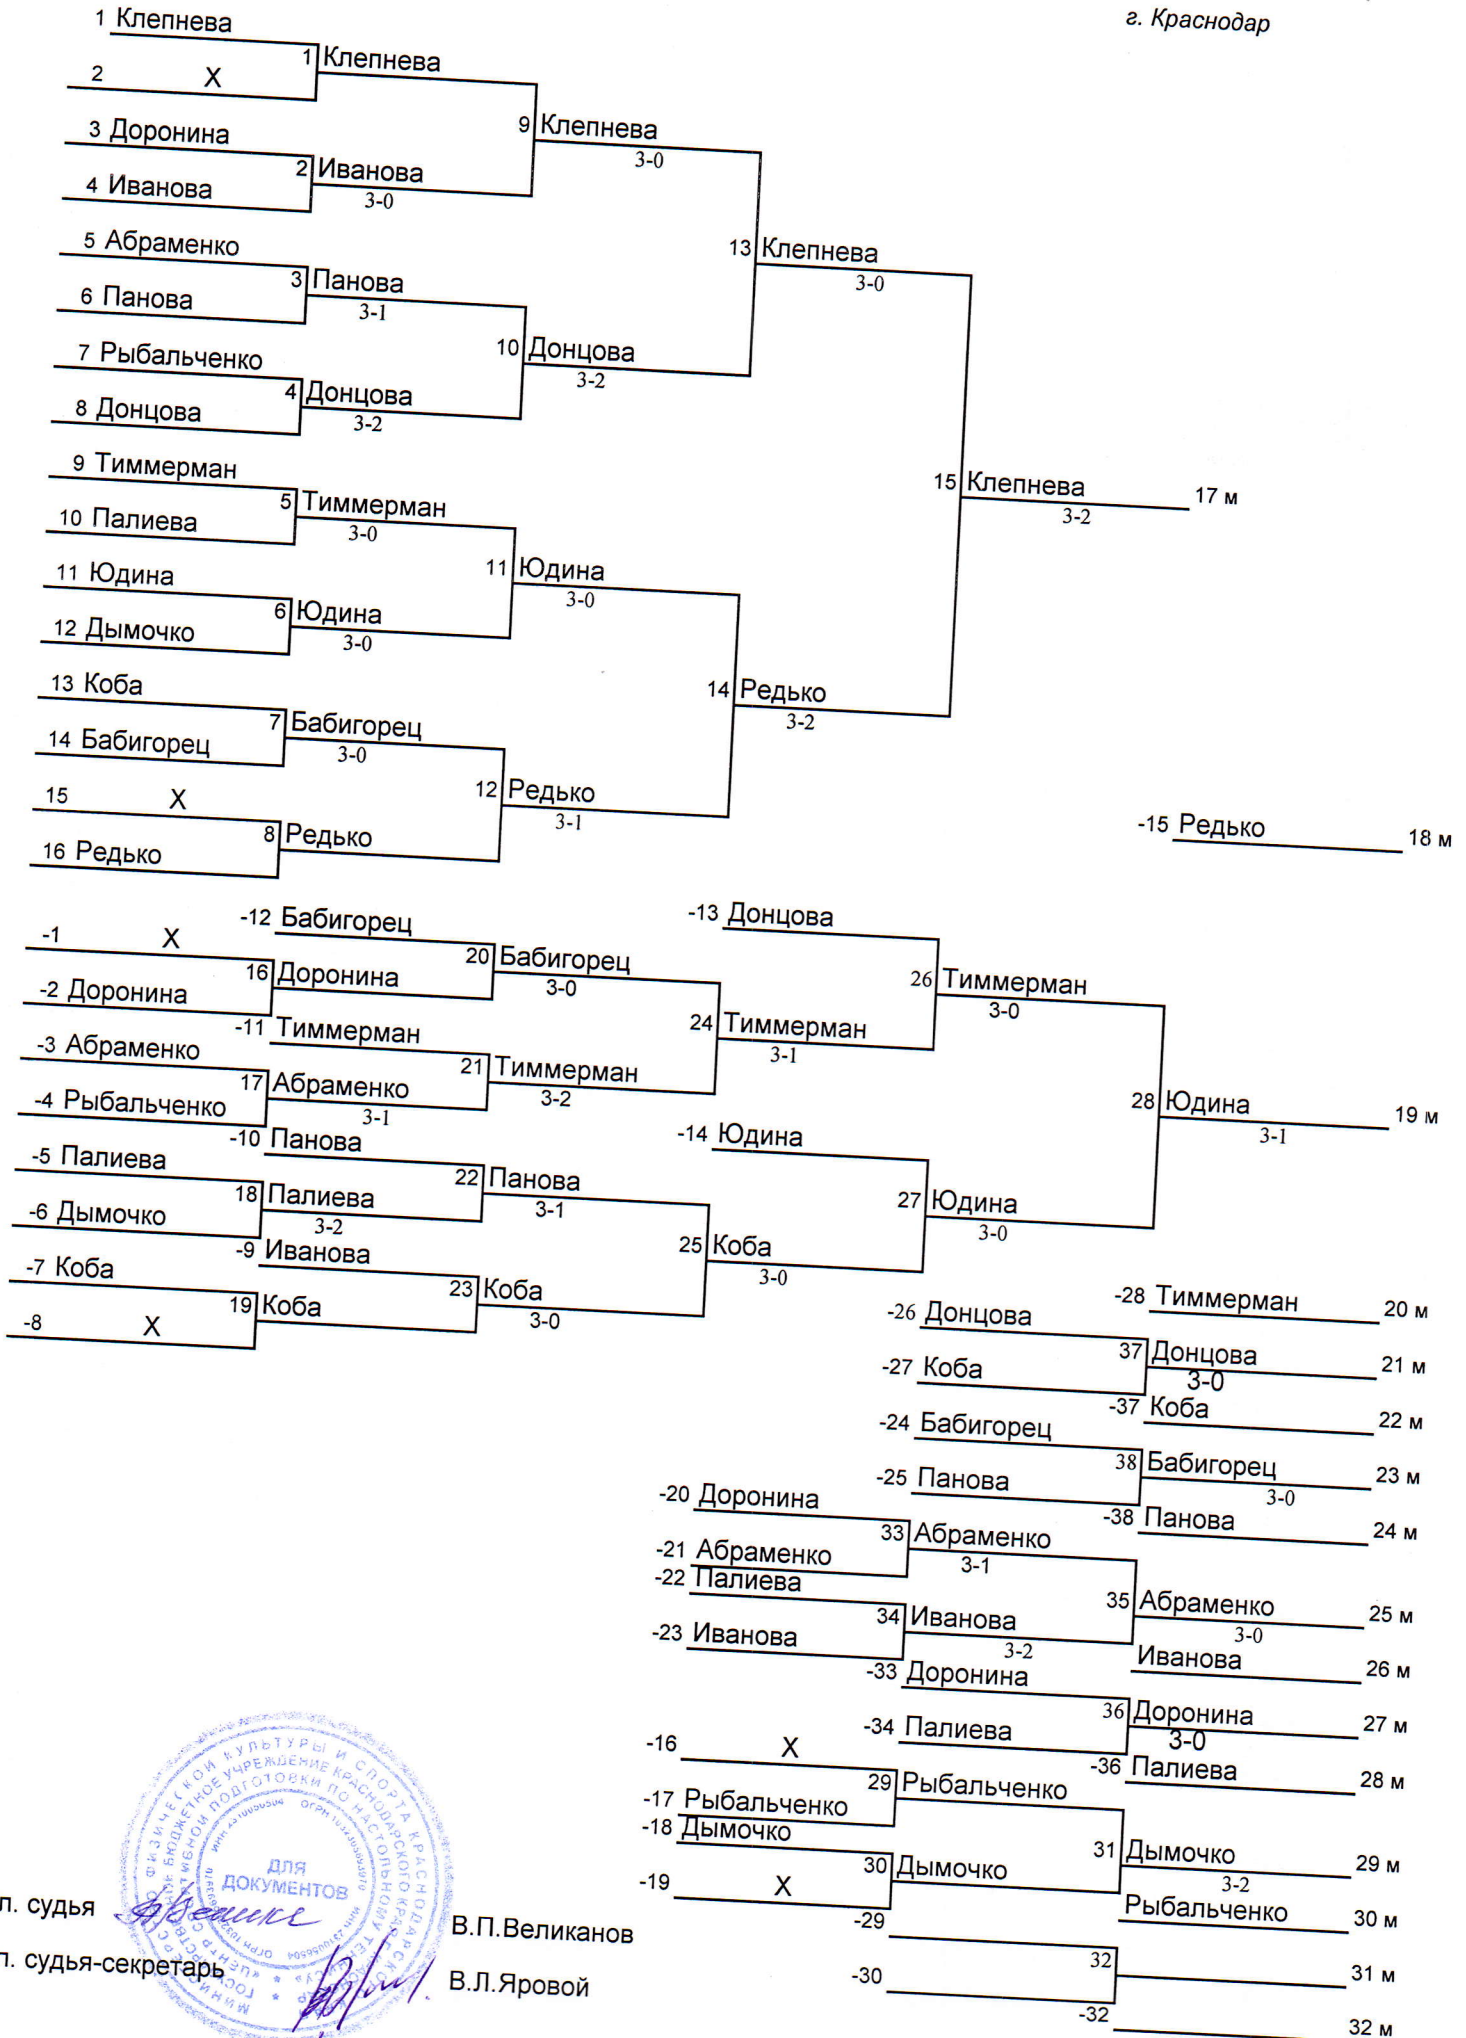 г. Краснодар
1 Клепнева
1 Клепнева
2 X
9 Клепнева
3-0
3 Доронина
2 Иванова
3-0
4 Иванова
5 Абраменко
13 Клепнева
3-0
3 Панова
3-1
6 Панова
10 Донцова
3-2
7 Рыбальченко
4 Донцова
3-2
8 Донцова
9 Тиммерман
15 Клепнева 17 м
3-2
5 Тиммерман
3-0
10 Палиева
11 Юдина
3-0
11 Юдина
6 Юдина
3-0
12 Дымочко
13 Коба
14 Редько
3-2
7 Бабигорец
3-0
14 Бабигорец
12 Редько
3-1
15 X
8 Редько
16 Редько
-15 Редько 18 м
-12 Бабигорец
-13 Донцова
-1 X
20 Бабигорец
3-0
16 Доронина
26 Тиммерман
3-0
-2 Доронина
-11 Тиммерман
24 Тиммерман
3-1
-3 Абраменко
21 Тиммерман
3-2
17 Абраменко
3-1
-4 Рыбальченко
28 Юдина 19 м
3-1
-10 Панова
-14 Юдина
-5 Палиева
22 Панова
3-1
18 Палиева
3-2
27 Юдина
3-0
-6 Дымочко
-9 Иванова
25 Коба
3-0
-7 Коба
23 Коба
3-0
19 Коба
-8 X
-28 Тиммерман 20 м
-26 Донцова
37 Донцова 21 м
3-0
-27 Коба
-37 Коба 22 м
-24 Бабигорец
38 Бабигорец 23 м
3-0
-25 Панова
-38 Панова 24 м
-20 Доронина
33 Абраменко
3-1
-21 Абраменко
-22 Палиева
35 Абраменко 25 м
3-0
34 Иванова
3-2
-23 Иванова
Иванова 26 м
-33 Доронина
36 Доронина 27 м
3-0
-34 Палиева
-36 Палиева 28 м
-16 X
29 Рыбальченко
-17 Рыбальченко
-18 Дымочко
31 Дымочко 29 м
3-2
30 Дымочко
-19 X
Рыбальченко 30 м
-29
32 31 м
-30
-32 32 м
л. судья В.П.Великанов
п. судья-секретарь В.Л.Яровой
ДЛЯ
ДОКУМЕНТОВ